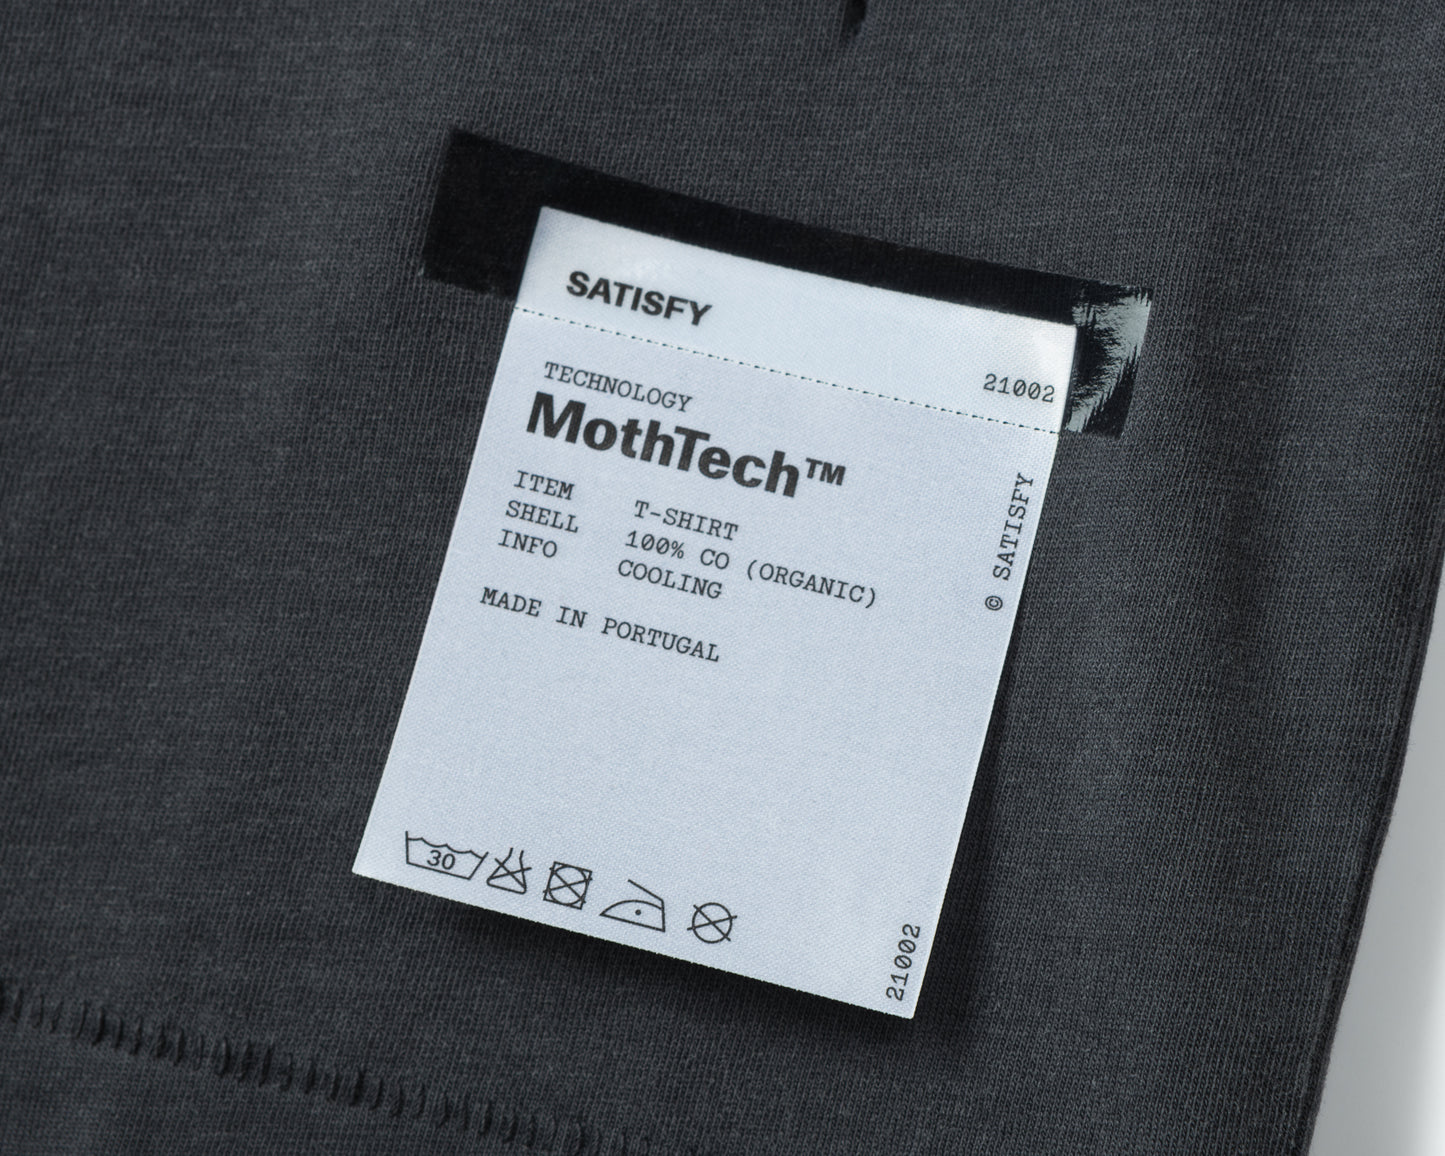 SATISFY
21002
TECHNOLOGY
MothTech™
ITEM T-SHIRT
SHELL 100% CO (ORGANIC)
INFO COOLING
MADE IN PORTUGAL
© SATISFY
30
21002